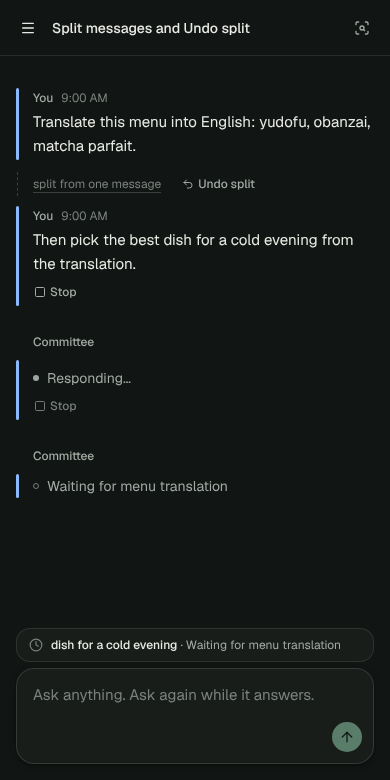 Split messages and Undo split
You 9:00 AM
Translate this menu into English: yudofu, obanzai,
matcha parfait.
split from one message Undo split
You 9:00 AM
Then pick the best dish for a cold evening from
the translation.
Stop
Committee
Responding...
Stop
Committee
Waiting for menu translation
dish for a cold evening · Waiting for menu translation
Ask anything. Ask again while it answers.